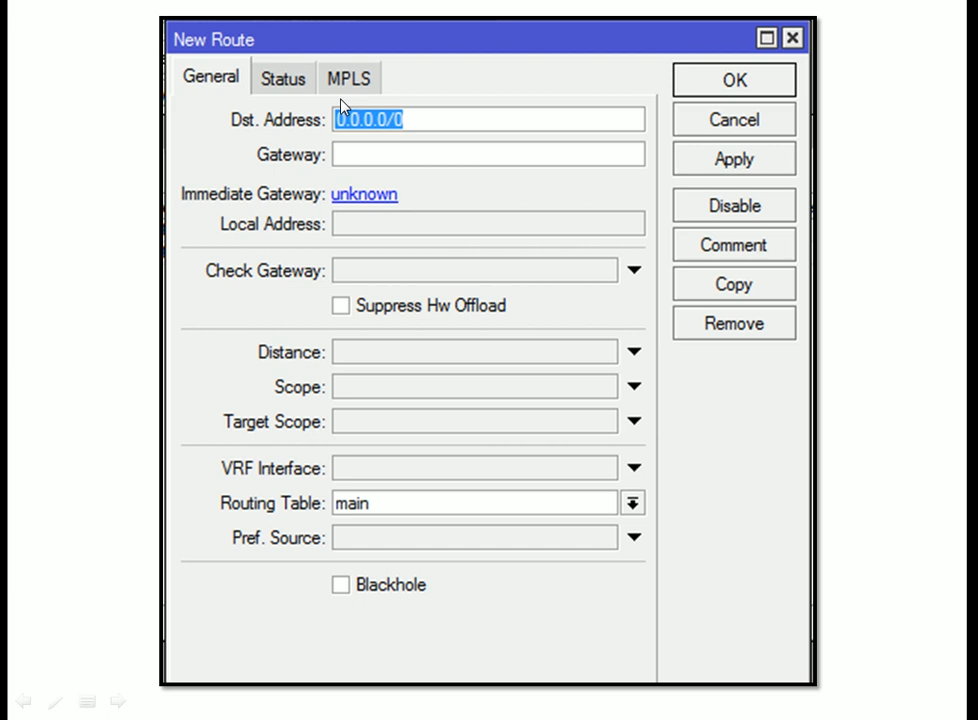 New Route
General Status MPLS
Dst. Address: 0.0.0.0/0
Gateway:
Immediate Gateway: unknown
Local Address:
Check Gateway:
Suppress Hw Offload
Distance:
Scope:
Target Scope:
VRF Interface:
Routing Table: main
Pref. Source:
Blackhole
OK
Cancel
Apply
Disable
Comment
Copy
Remove